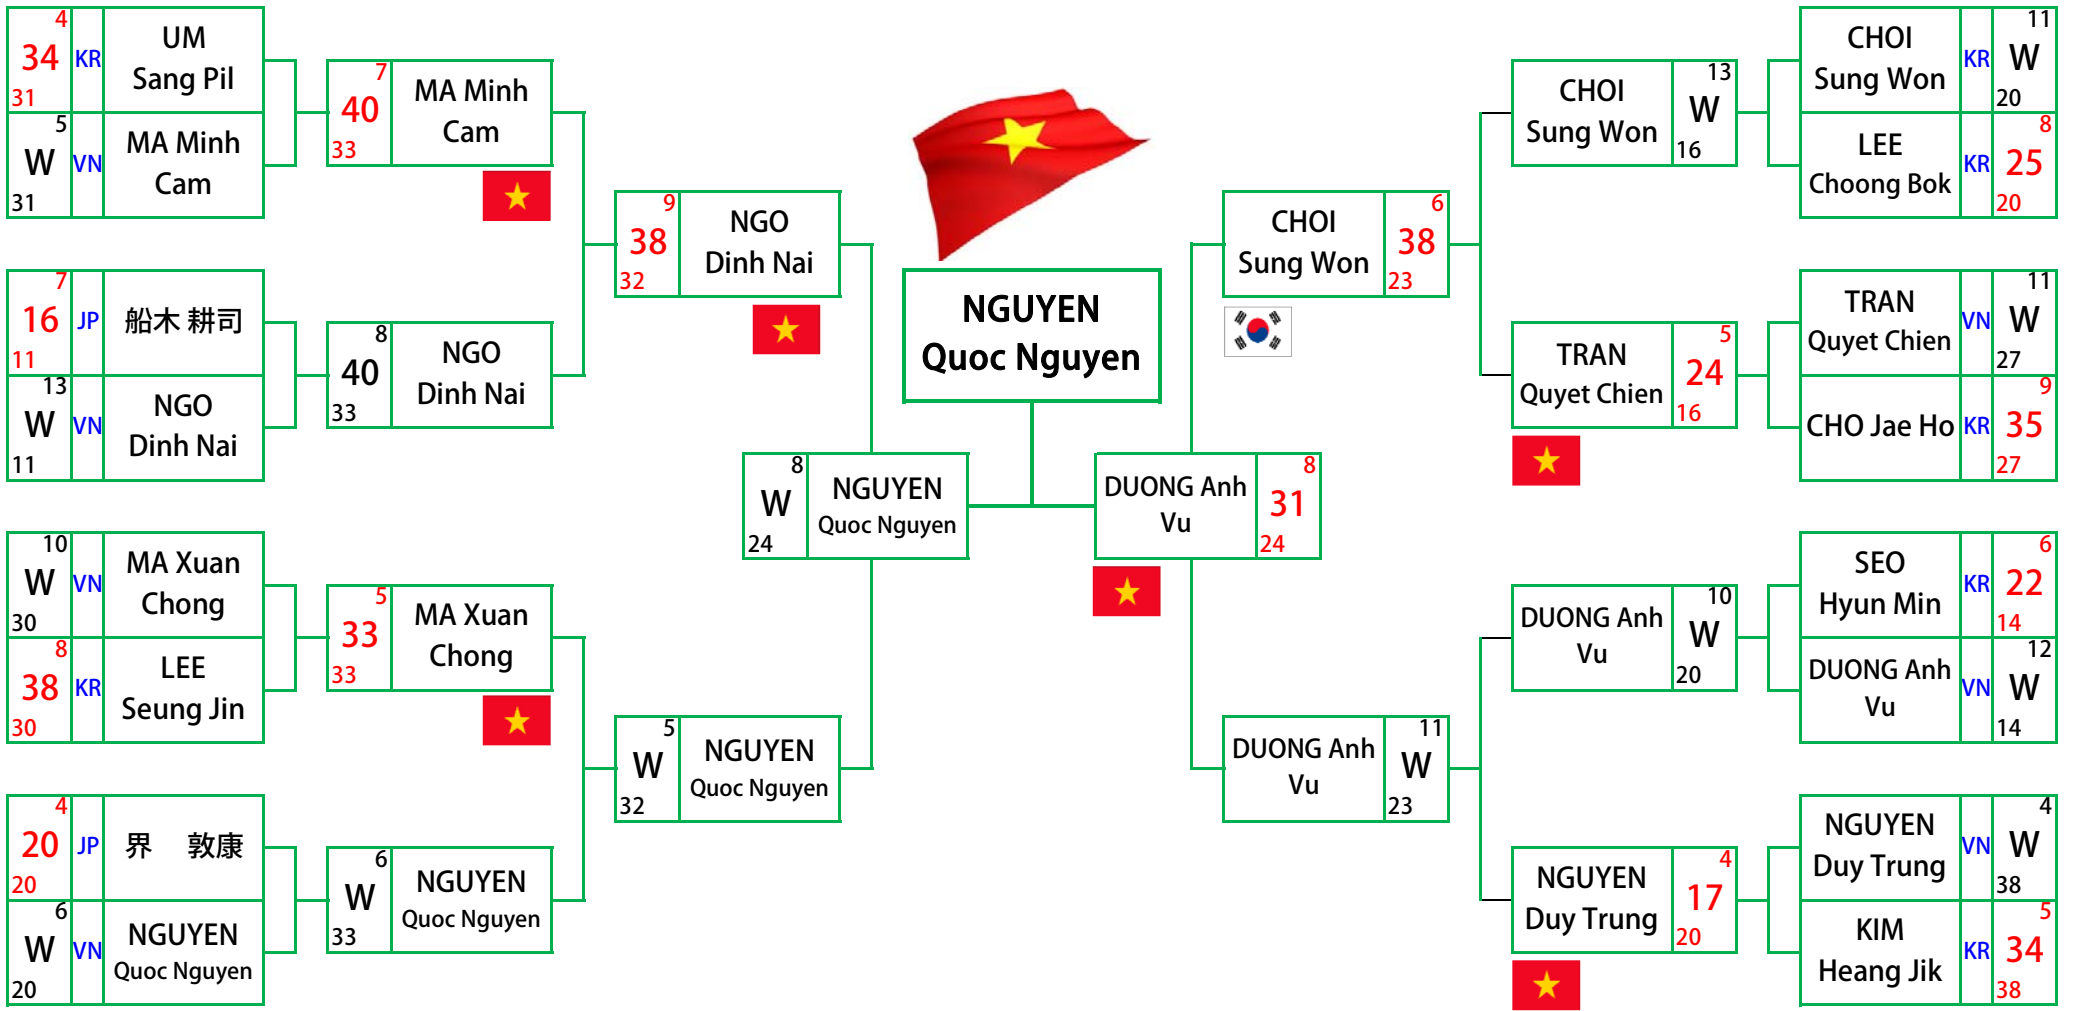 4
34
31
KR
UM
Sang Pil
5
W
31
VN
MA Minh
Cam
7
16
11
JP
船木 耕司
13
W
11
VN
NGO
Dinh Nai
10
W
30
VN
MA Xuan
Chong
8
38
30
KR
LEE
Seung Jin
4
20
20
JP
界 敦康
6
W
20
VN
NGUYEN
Quoc Nguyen
7
40
33
MA Minh
Cam
8
40
33
NGO
Dinh Nai
5
33
33
MA Xuan
Chong
6
W
33
NGUYEN
Quoc Nguyen
9
38
32
NGO
Dinh Nai
5
W
32
NGUYEN
Quoc Nguyen
8
W
24
NGUYEN
Quoc Nguyen
NGUYEN
Quoc Nguyen
DUONG Anh
Vu
8
31
24
CHOI
Sung Won
6
38
23
DUONG Anh
Vu
11
W
23
CHOI
Sung Won
13
W
16
TRAN
Quyet Chien
5
24
16
DUONG Anh
Vu
10
W
20
NGUYEN
Duy Trung
4
17
20
CHOI
Sung Won
KR
11
W
20
LEE
Choong Bok
KR
8
25
20
TRAN
Quyet Chien
VN
11
W
27
CHO Jae Ho
KR
9
35
27
SEO
Hyun Min
KR
6
22
14
DUONG Anh
Vu
VN
12
W
14
NGUYEN
Duy Trung
VN
4
W
38
KIM
Heang Jik
KR
5
34
38